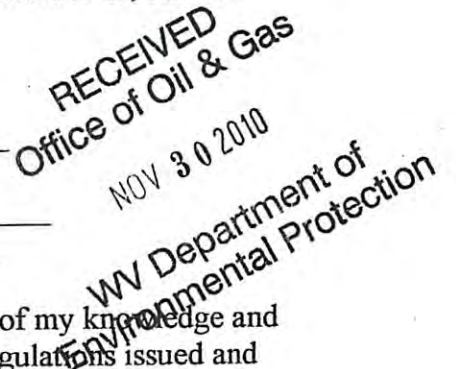 RECEIVED
Office of Oil & Gas
NOV 30 2010
WV Department of
Environmental Protection
of my knowledge and
gulations issued and